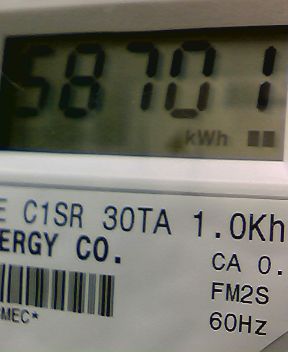 58701
kWh
E C1SR 30TA 1.0Kh
ERGY CO.
CA 0.
FM2S
MEC*
60Hz